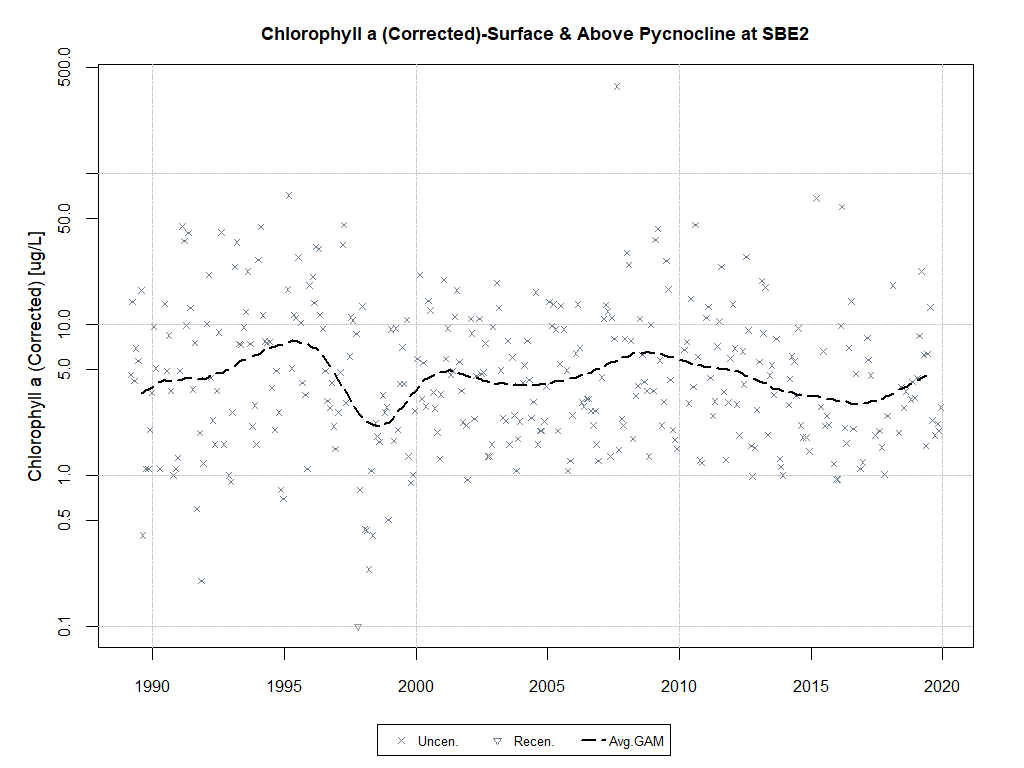 Chlorophyll a (Corrected)-Surface & Above Pycnocline at SBE2
Chlorophyll a (Corrected) [ug/L]
500.0
50.0
10.0
5.0
1.0
0.5
0.1
1990 1995 2000 2005 2010 2015 2020
Uncen. Recen. Avg.GAM